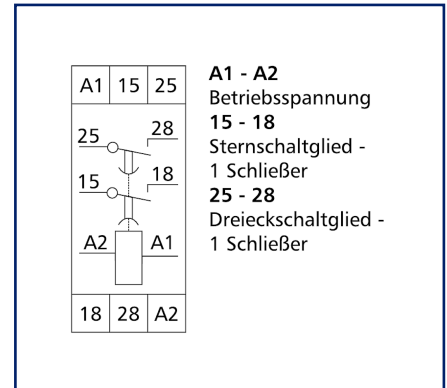 A1 15 25
25 28
15 18
A2 A1
18 28 A2
A1 - A2
Betriebsspannung
15 - 18
Sternschaltglied -
1 Schließer
25 - 28
Dreieckschaltglied -
1 Schließer